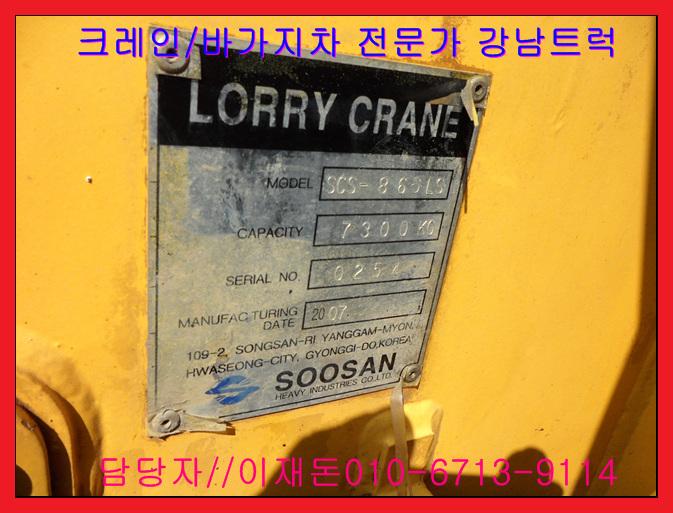 크레인/바가지차 전문가 강남트럭
LORRY CRANE
MODEL
CAPACITY 7300KG
SERIAL NO. 0254
MANUFACTURING DATE 2007.
109-2, SONGSAN-RI, YANGGAM-MYON,
HWASEONG-CITY, GYONGGI-DO, KOREA
SOOSAN
HEAVY INDUSTRIES CO.,LTD.
담당자//이재돈010-6713-9114